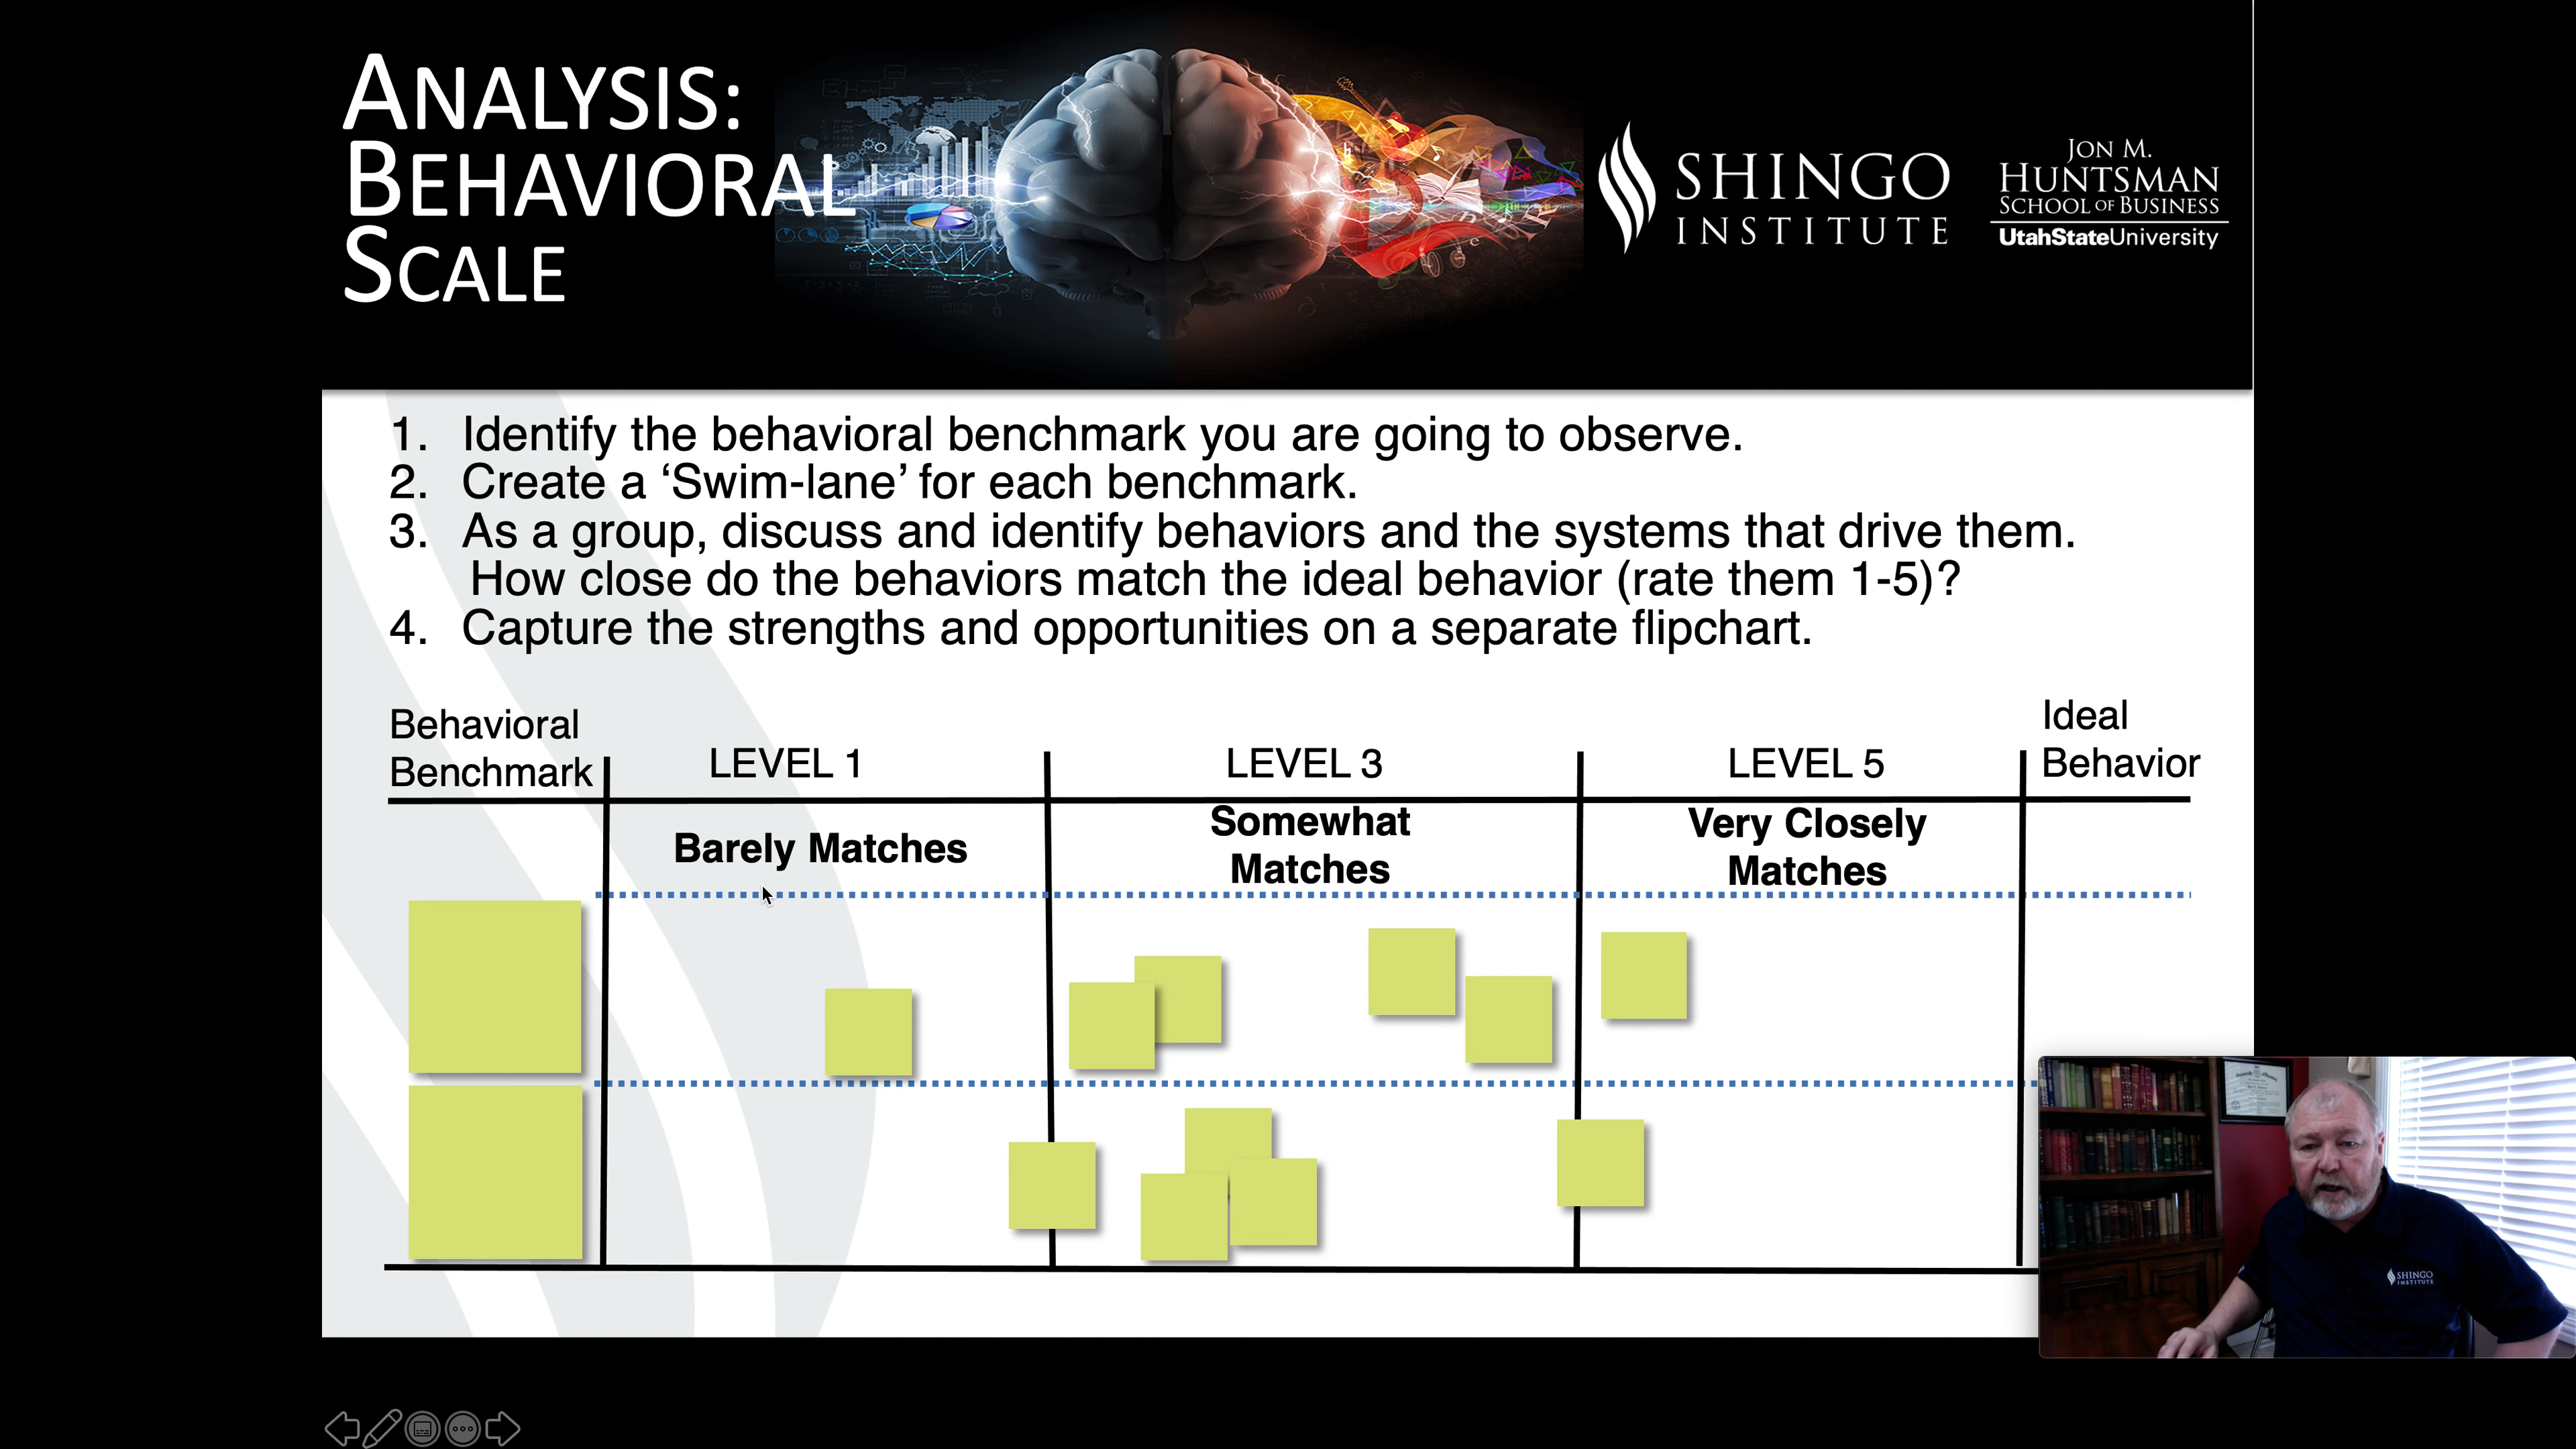 ANALYSIS:
BEHAVIORAL
SCALE
SHINGO
INSTITUTE
JON M.
HUNTSMAN
SCHOOL OF BUSINESS
UtahStateUniversity
1. Identify the behavioral benchmark you are going to observe.
2. Create a ‘Swim-lane’ for each benchmark.
3. As a group, discuss and identify behaviors and the systems that drive them.
How close do the behaviors match the ideal behavior (rate them 1-5)?
4. Capture the strengths and opportunities on a separate flipchart.
Behavioral
Benchmark
LEVEL 1
LEVEL 3
LEVEL 5
Ideal
Behavior
Barely Matches
Somewhat
Matches
Very Closely
Matches
SHINGO
INSTITUTE